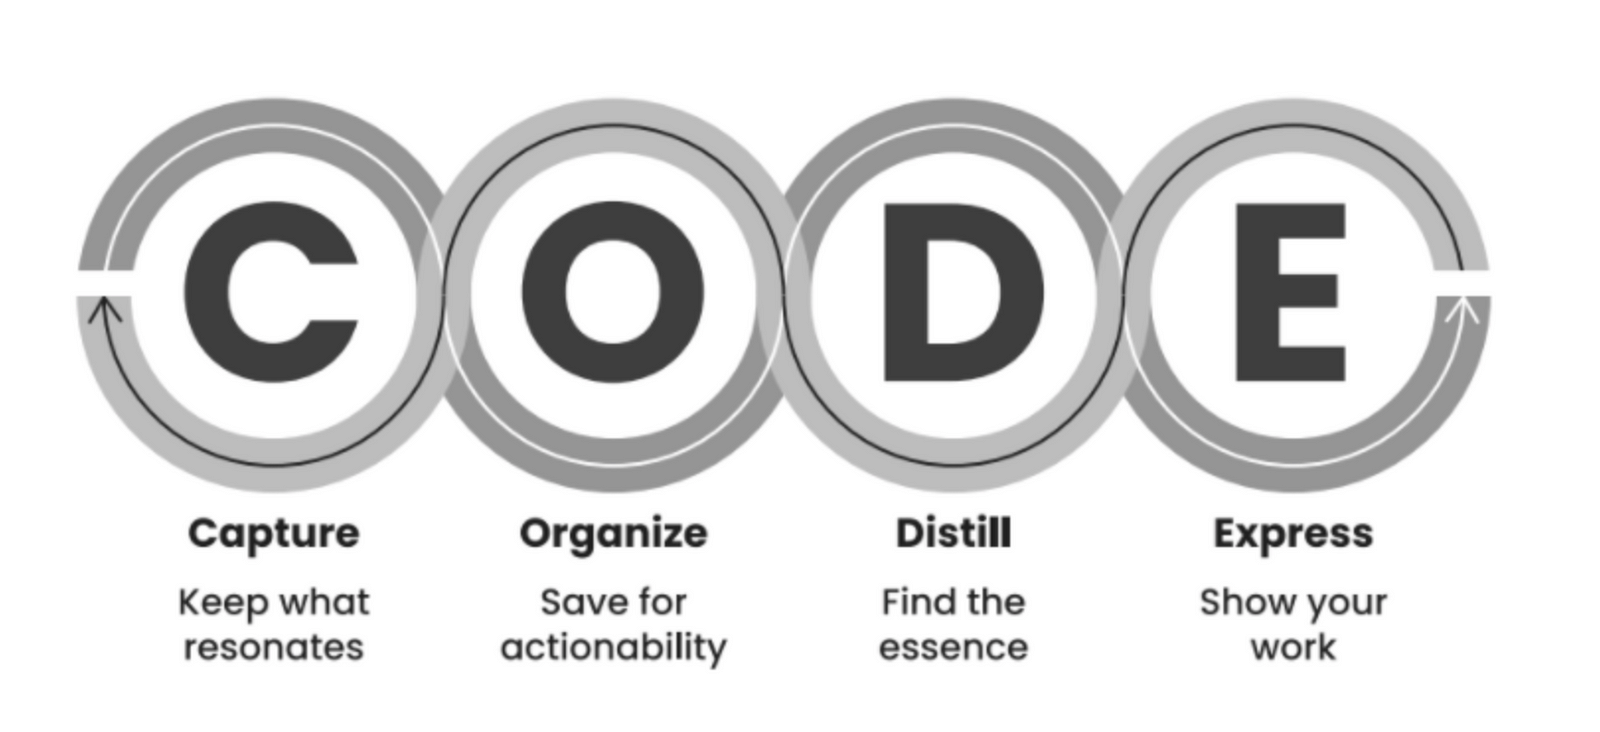 C O D E
Capture Organize Distill Express
Keep what Save for Find the Show your
resonates actionability essence work